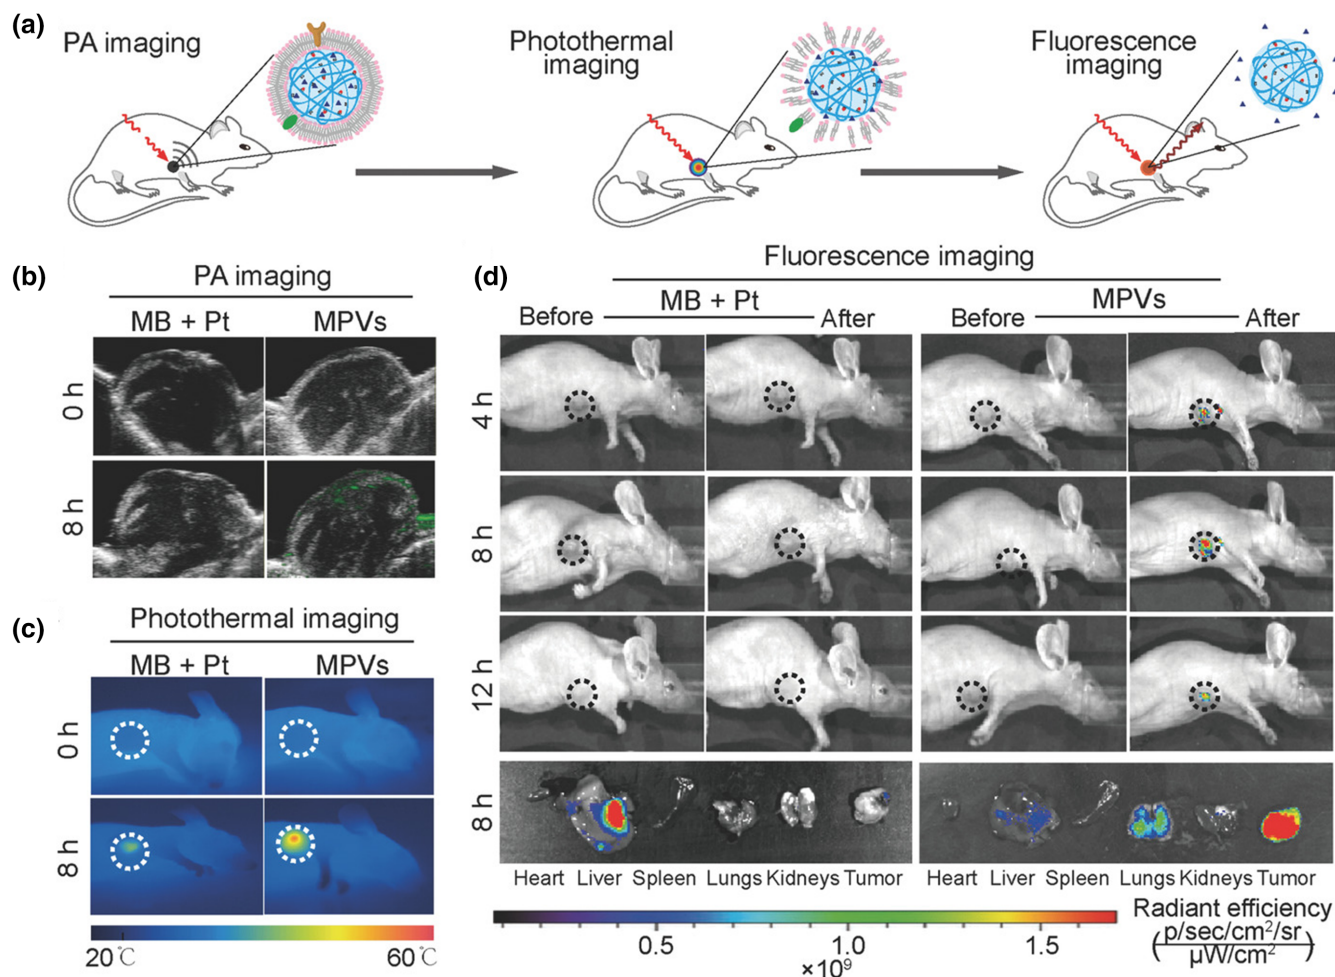 (a)
PA imaging
Photothermal
imaging
Fluorescence
imaging
(b)
PA imaging
MB + Pt
MPVs
0 h
8 h
(c)
Photothermal imaging
MB + Pt
MPVs
0 h
8 h
20℃
60℃
(d)
Fluorescence imaging
MB + Pt
MPVs
Before
After
Before
After
4 h
8 h
12 h
8 h
Heart Liver Spleen Lungs Kidneys Tumor
Heart Liver Spleen Lungs Kidneys Tumor
0.5
1.0
1.5
×10⁹
Radiant efficiency
(p/sec/cm²/sr
µW/cm²)